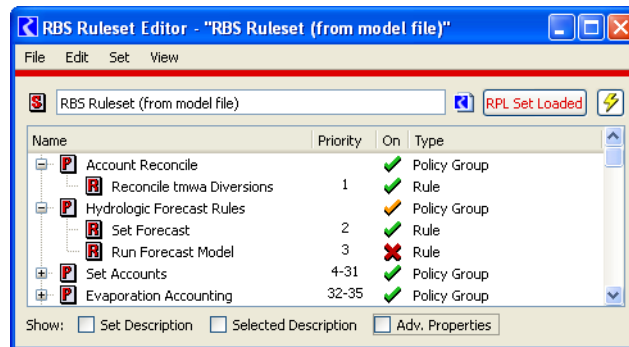 RBS Ruleset Editor - "RBS Ruleset (from model file)"
File Edit Set View
S RBS Ruleset (from model file) RPL Set Loaded
Name Priority On Type
P Account Reconcile Policy Group
R Reconcile tmwa Diversions 1 Rule
P Hydrologic Forecast Rules Policy Group
R Set Forecast 2 Rule
R Run Forecast Model 3 Rule
P Set Accounts 4-31 Policy Group
P Evaporation Accounting 32-35 Policy Group
Show: Set Description Selected Description Adv. Properties